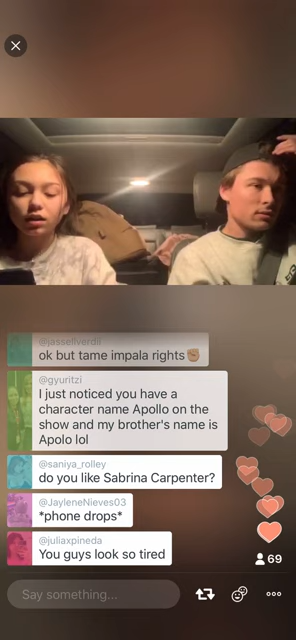 @jassellverdii
ok but tame impala rights✊🏽
@gyuritzi
I just noticed you have a
character name Apollo on the
show and my brother's name is
Apolo lol
@saniya_rolley
do you like Sabrina Carpenter?
@JayleneNieves03
*phone drops*
@juliaxpineda
You guys look so tired
69
Say something...